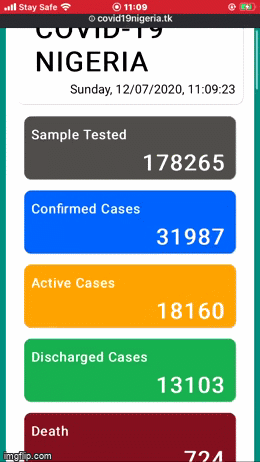 Stay Safe 11:09
covid19nigeria.tk
COVID-19
NIGERIA
Sunday, 12/07/2020, 11:09:23
Sample Tested
178265
Confirmed Cases
31987
Active Cases
18160
Discharged Cases
13103
Death
724
imgflip.com